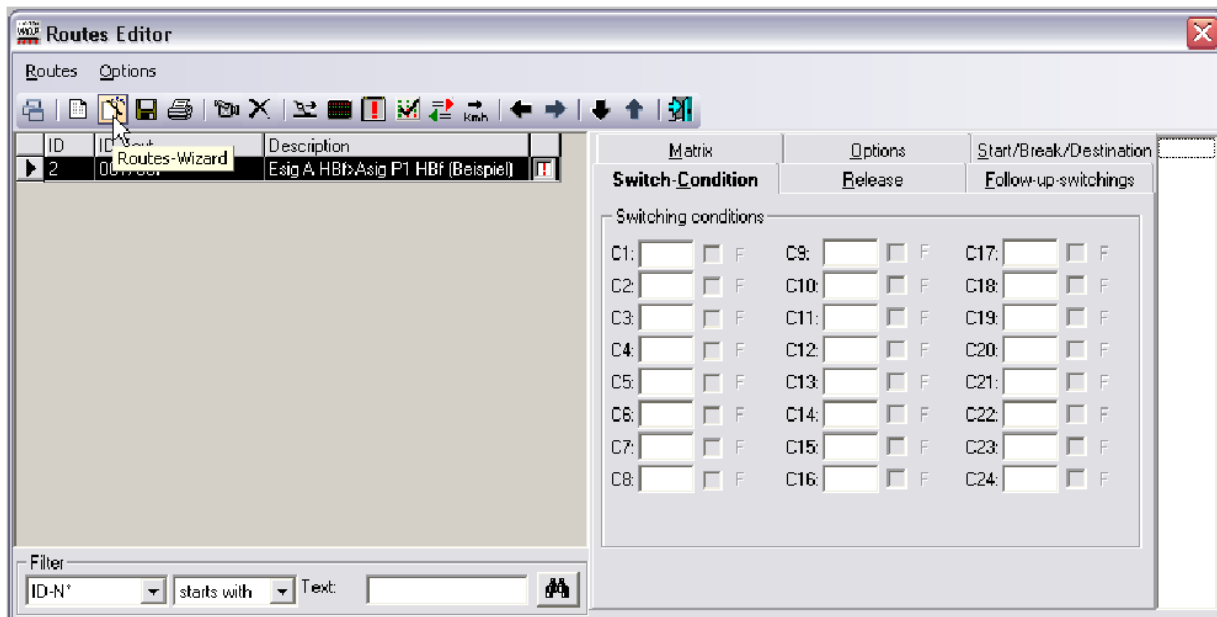 Routes Editor
Routes Options
Kmh
ID Description
Routes-Wizard
2 Esig A HBf>Asig P1 HBf (Beispiel)
Matrix Options Start/Break/Destination
Switch-Condition Release Follow-up-switchings
Switching conditions
C1: F C9: F C17: F
C2: F C10: F C18: F
C3: F C11: F C19: F
C4: F C12: F C20: F
C5: F C13: F C21: F
C6: F C14: F C22: F
C7: F C15: F C23: F
C8: F C16: F C24: F
Filter
ID-N° starts with Text: